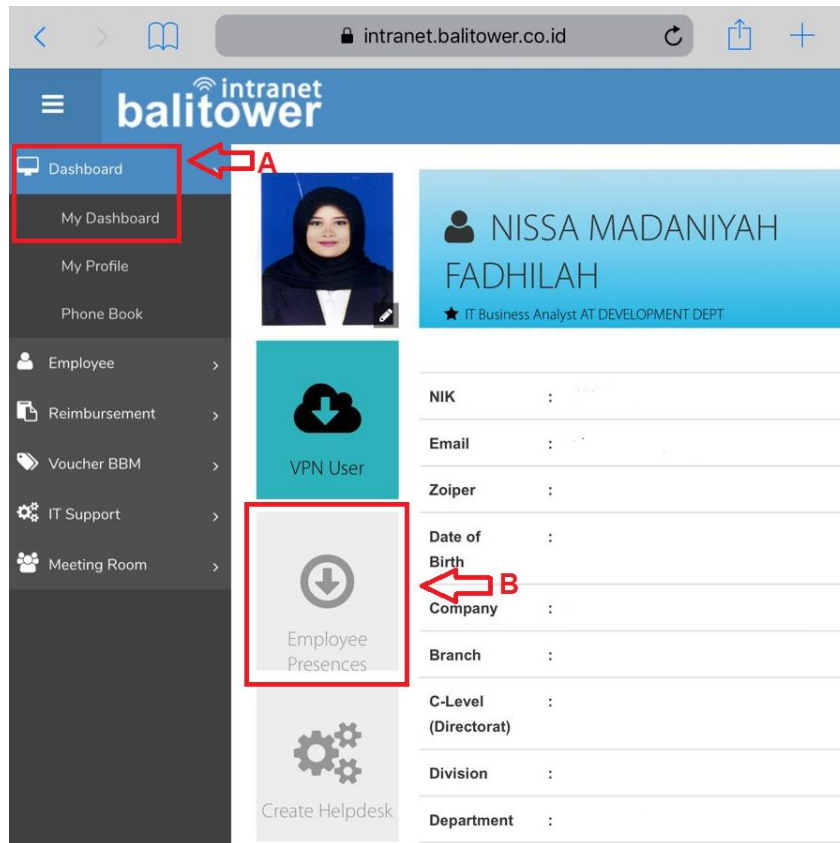 intranet.balitower.co.id
intranet
balitower
Dashboard
A
My Dashboard
My Profile
Phone Book
Employee
Reimbursement
Voucher BBM
IT Support
Meeting Room
NISSA MADANIYAH
FADHILAH
IT Business Analyst AT DEVELOPMENT DEPT
VPN User
B
Employee
Presences
Create Helpdesk
NIK :
Email :
Zoiper :
Date of :
Birth
Company :
Branch :
C-Level :
(Directorat)
Division :
Department :